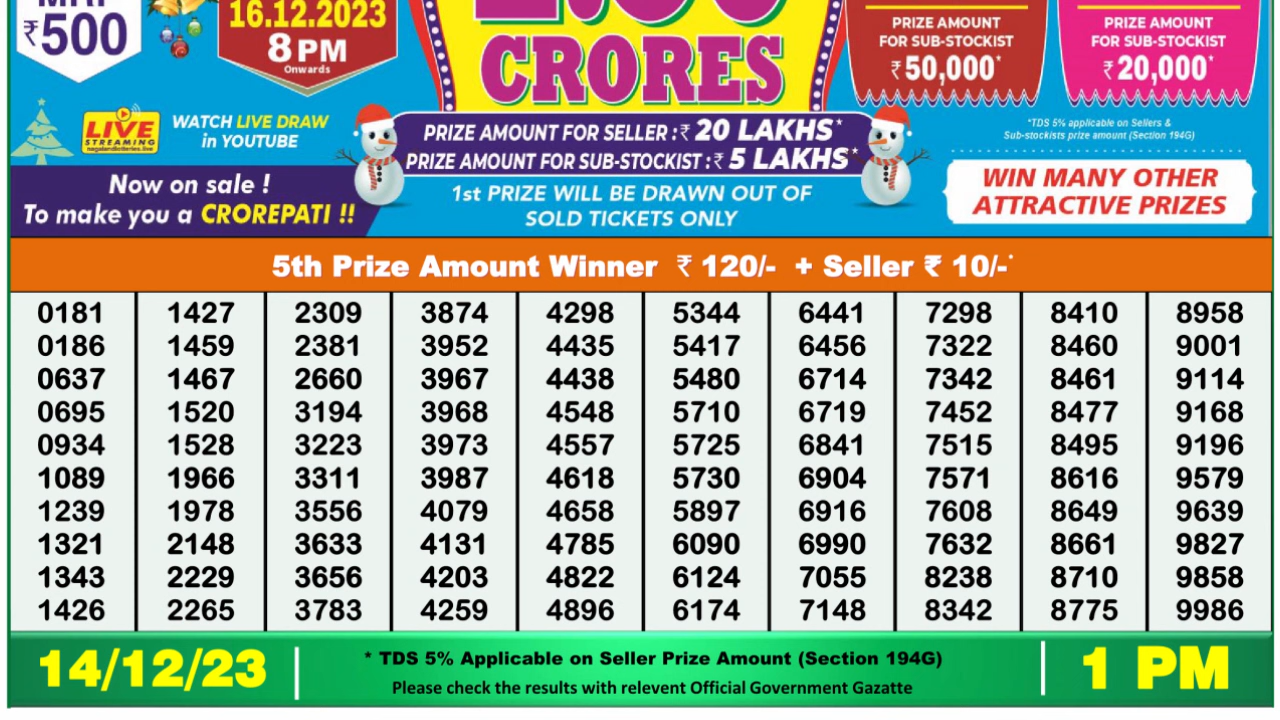 ₹500
16.12.2023
8 PM
Onwards
CRORES
PRIZE AMOUNT
FOR SUB-STOCKIST
₹50,000*
PRIZE AMOUNT
FOR SUB-STOCKIST
₹20,000*
LIVE
STREAMING
nagalandlotteries.live
WATCH LIVE DRAW
in YOUTUBE
PRIZE AMOUNT FOR SELLER : ₹ 20 LAKHS*
PRIZE AMOUNT FOR SUB-STOCKIST : ₹ 5 LAKHS*
*TDS 5% applicable on Sellers &
Sub-stockists prize amount (Section 194G)
Now on sale !
To make you a CROREPATI !!
1st PRIZE WILL BE DRAWN OUT OF
SOLD TICKETS ONLY
WIN MANY OTHER
ATTRACTIVE PRIZES
5th Prize Amount Winner ₹ 120/- + Seller ₹ 10/-*
0181 1427 2309 3874 4298 5344 6441 7298 8410 8958
0186 1459 2381 3952 4435 5417 6456 7322 8460 9001
0637 1467 2660 3967 4438 5480 6714 7342 8461 9114
0695 1520 3194 3968 4548 5710 6719 7452 8477 9168
0934 1528 3223 3973 4557 5725 6841 7515 8495 9196
1089 1966 3311 3987 4618 5730 6904 7571 8616 9579
1239 1978 3556 4079 4658 5897 6916 7608 8649 9639
1321 2148 3633 4131 4785 6090 6990 7632 8661 9827
1343 2229 3656 4203 4822 6124 7055 8238 8710 9858
1426 2265 3783 4259 4896 6174 7148 8342 8775 9986
14/12/23
* TDS 5% Applicable on Seller Prize Amount (Section 194G)
Please check the results with relevent Official Government Gazatte
1 PM